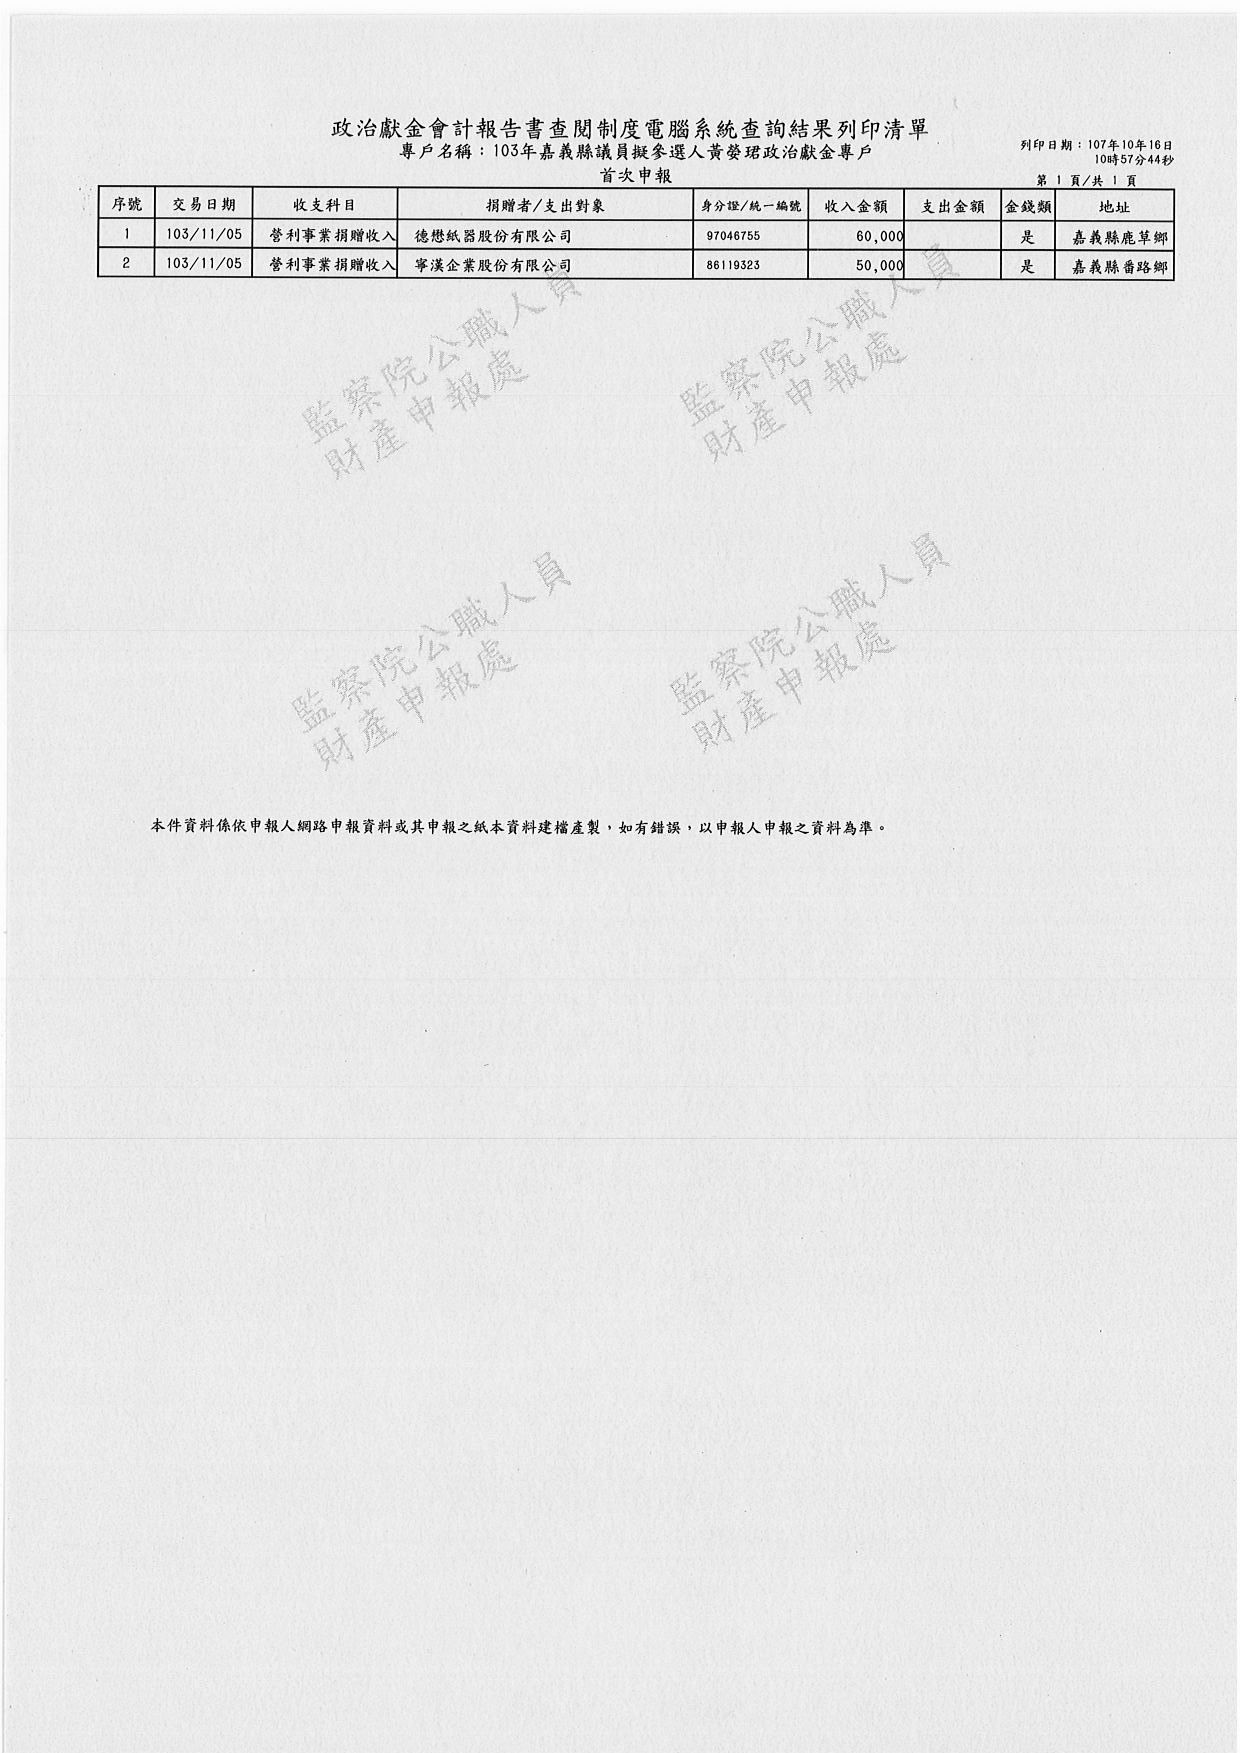 政治獻金會計報告書查閱制度電腦系統查詢結果列印清單
專戶名稱：103年嘉義縣議員擬參選人黃嫈珺政治獻金專戶
列印日期：107年10月16日
10時57分44秒
首次申報
第 1 頁/共 1 頁
序號 交易日期 收支科目 捐贈者/支出對象 身分證/統一編號 收入金額 支出金額 金錢類 地址
1 103/11/05 營利事業捐贈收入 德懋紙器股份有限公司 97046755 60,000 是 嘉義縣鹿草鄉
2 103/11/05 營利事業捐贈收入 寧漢企業股份有限公司 86119323 50,000 是 嘉義縣番路鄉
監察院公職人員
財產申報處
監察院公職人員
財產申報處
監察院公職人員
財產申報處
監察院公職人員
財產申報處
本件資料係依申報人網路申報資料或其申報之紙本資料建檔產製，如有錯誤，以申報人申報之資料為準。